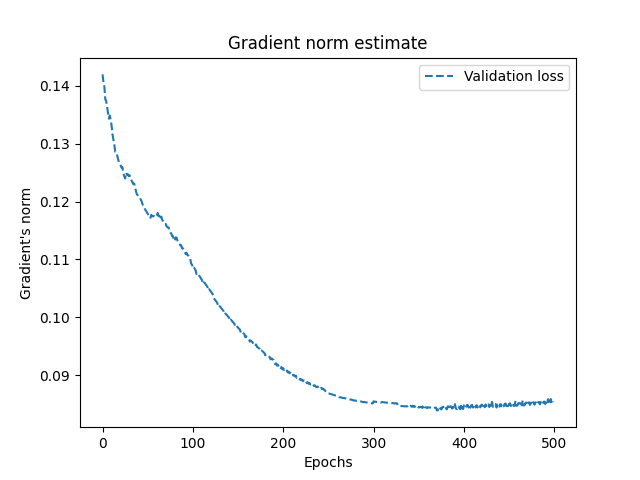 Gradient norm estimate
Validation loss
0.14
0.13
0.12
0.11
0.10
0.09
Gradient's norm
0 100 200 300 400 500
Epochs